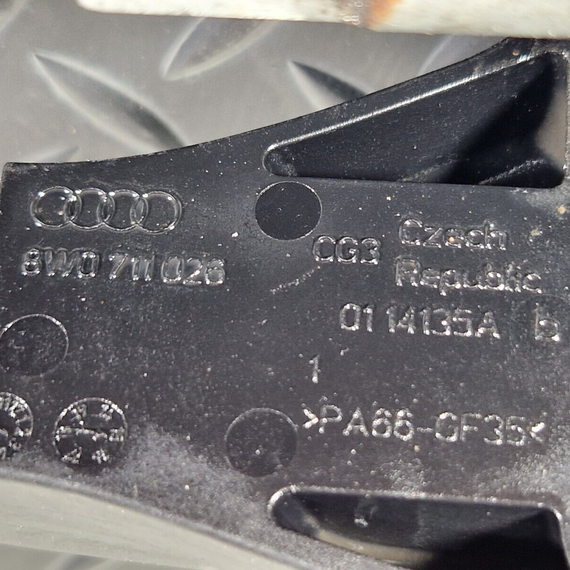 8W0 711 026
CG3
Czech
Republic
01 14135A b
1
>PA66-GF35<